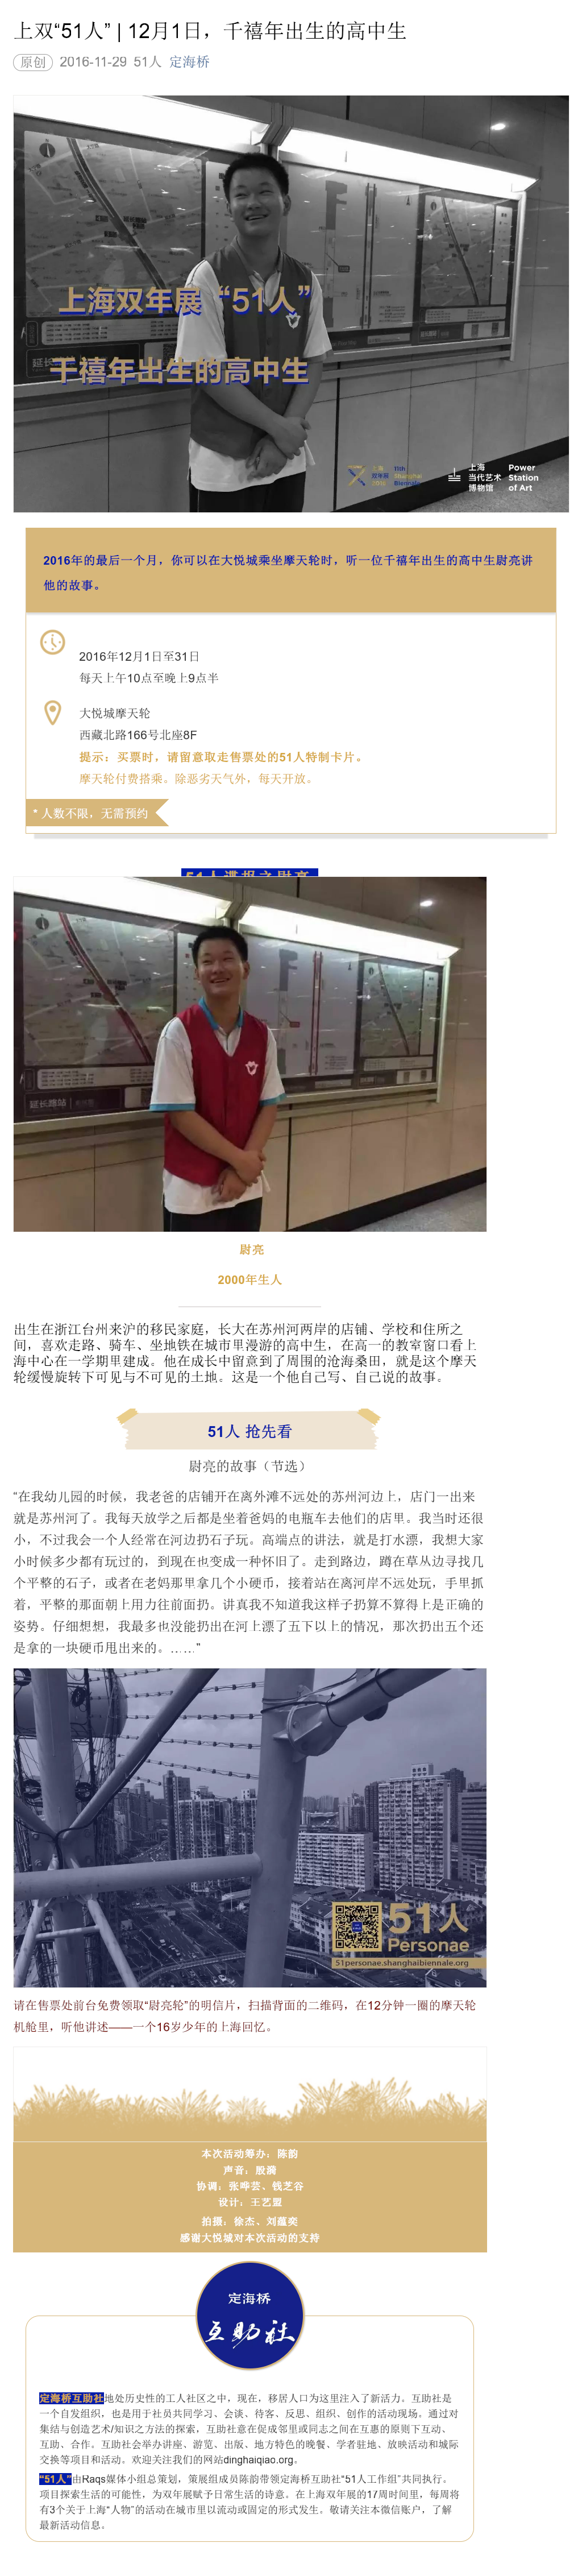 上双“51人” | 12月1日，千禧年出生的高中生
原创 2016-11-29 51人 定海桥
上海双年展 “51人”
千禧年出生的高中生
上海
双年展
11th
Shanghai
Biennale
上海
当代艺术
博物馆
Power
Station
of Art
2016年的最后一个月，你可以在大悦城乘坐摩天轮时，听一位千禧年出生的高中生尉亮讲
他的故事。
2016年12月1日至31日
每天上午10点至晚上9点半
大悦城摩天轮
西藏北路166号北座8F
提示：买票时，请留意取走售票处的51人特制卡片。
摩天轮付费搭乘。除恶劣天气外，每天开放。
* 人数不限，无需预约
51人谍报之尉亮
延长路站
尉亮
2000年生人
出生在浙江台州来沪的移民家庭，长大在苏州河两岸的店铺、学校和住所之
间，喜欢走路、骑车、坐地铁在城市里漫游的高中生，在高一的教室窗口看上
海中心在一学期里建成。他在成长中留意到了周围的沧海桑田，就是这个摩天
轮缓慢旋转下可见与不可见的土地。这是一个他自己写、自己说的故事。
51人 抢先看
尉亮的故事（节选）
“在我幼儿园的时候，我老爸的店铺开在离外滩不远处的苏州河边上，店门一出来
就是苏州河了。我每天放学之后都是坐着爸妈的电瓶车去他们的店里。我当时还很
小，不过我会一个人经常在河边扔石子玩。高端点的讲法，就是打水漂，我想大家
小时候多少都有玩过的，到现在也变成一种怀旧了。走到路边，蹲在草从边寻找几
个平整的石子，或者在老妈那里拿几个小硬币，接着站在离河岸不远处玩，手里抓
着，平整的那面朝上用力往前面扔。讲真我不知道我这样子扔算不算得上是正确的
姿势。仔细想想，我最多也没能扔出在河上漂了五下以上的情况，那次扔出五个还
是拿的一块硬币甩出来的。……”
51人
Personae
51personae.shanghaibiennale.org
请在售票处前台免费领取“尉亮轮”的明信片，扫描背面的二维码，在12分钟一圈的摩天轮
机舱里，听他讲述——一个16岁少年的上海回忆。
本次活动筹办：陈韵
声音：殷漪
协调：张晔芸、钱芝谷
设计：王艺盟
拍摄：徐杰、刘蕴奕
感谢大悦城对本次活动的支持
定海桥
互助社
定海桥互助社地处历史性的工人社区之中，现在，移居人口为这里注入了新活力。互助社是
一个自发组织，也是用于社员共同学习、会谈、待客、反思、组织、创作的活动现场。通过对
集结与创造艺术/知识之方法的探索，互助社意在促成邻里或同志之间在互惠的原则下互动、
互助、合作。互助社会举办讲座、游览、出版、地方特色的晚餐、学者驻地、放映活动和城际
交换等项目和活动。欢迎关注我们的网站dinghaiqiao.org。
“51人”由Raqs媒体小组总策划，策展组成员陈韵带领定海桥互助社“51人工作组”共同执行。
项目探索生活的可能性，为双年展赋予日常生活的诗意。在上海双年展的17周时间里，每周将
有3个关于上海“人物”的活动在城市里以流动或固定的形式发生。敬请关注本微信账户，了解
最新活动信息。